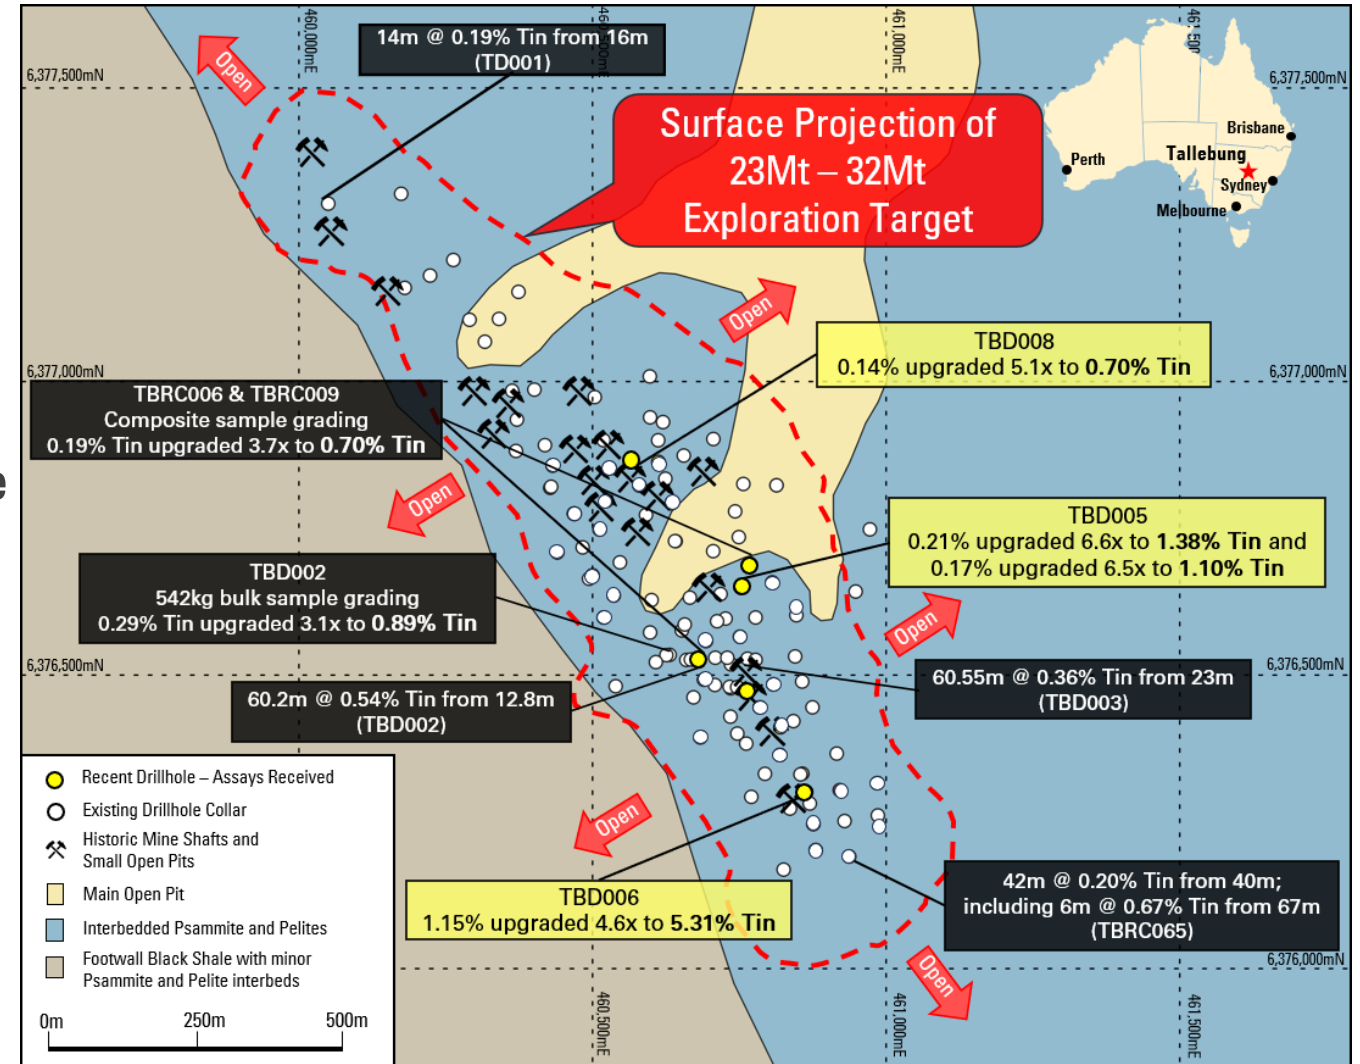 460,000mE
460,500mE
461,000mE
461,500
14m @ 0.19% Tin from 16m
(TD001)
Open
6,377,500mN
6,377,500mN
Surface Projection of
23Mt – 32Mt
Exploration Target
Brisbane
Perth
Tallebung
Sydney
Melbourne
Open
TBD008
0.14% upgraded 5.1x to 0.70% Tin
6,377,000mN
6,377,000mN
TBRC006 & TBRC009
Composite sample grading
0.19% Tin upgraded 3.7x to 0.70% Tin
e
Open
TBD005
0.21% upgraded 6.6x to 1.38% Tin and
0.17% upgraded 6.5x to 1.10% Tin
TBD002
542kg bulk sample grading
0.29% Tin upgraded 3.1x to 0.89% Tin
Open
6,376,500mN
6,376,500mN
60.2m @ 0.54% Tin from 12.8m
(TBD002)
60.55m @ 0.36% Tin from 23m
(TBD003)
Open
TBD006
1.15% upgraded 4.6x to 5.31% Tin
42m @ 0.20% Tin from 40m;
including 6m @ 0.67% Tin from 67m
(TBRC065)
6,376,000mN
Open
Recent Drillhole – Assays Received
Existing Drillhole Collar
Historic Mine Shafts and
Small Open Pits
Main Open Pit
Interbedded Psammite and Pelites
Footwall Black Shale with minor
Psammite and Pelite interbeds
0m
250m
500m
460,500mE
461,000mE
461,500mE